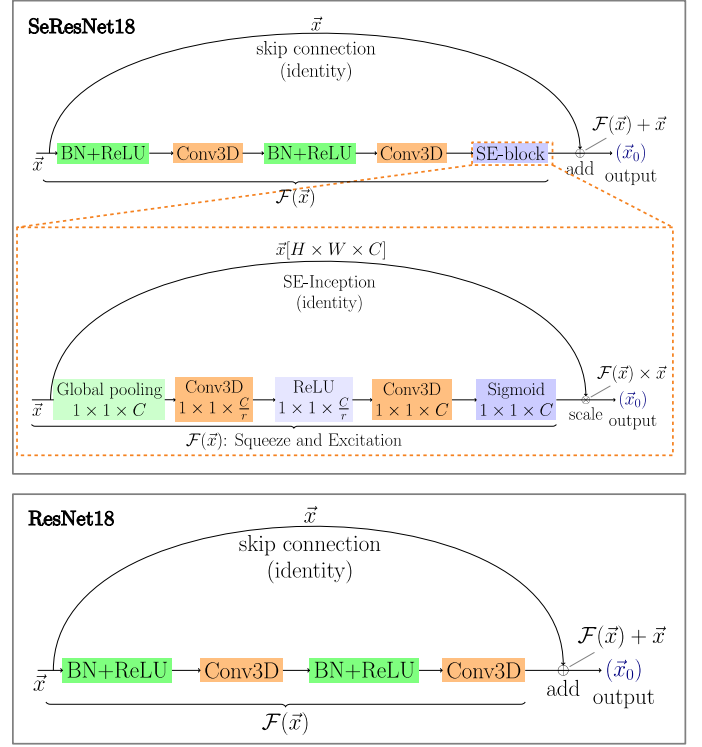 SeResNet18
x⃗
skip connection
(identity)
F(x⃗) + x⃗
x⃗ BN+ReLU Conv3D BN+ReLU Conv3D SE-block add (x⃗₀)
output
F(x⃗)
x⃗[H × W × C]
SE-Inception
(identity)
F(x⃗) × x⃗
x⃗ Global pooling Conv3D ReLU Conv3D Sigmoid (x⃗₀)
1 × 1 × C 1 × 1 × C/r 1 × 1 × C/r 1 × 1 × C 1 × 1 × C scale output
F(x⃗): Squeeze and Excitation
ResNet18
x⃗
skip connection
(identity)
F(x⃗) + x⃗
x⃗ BN+ReLU Conv3D BN+ReLU Conv3D add (x⃗₀)
output
F(x⃗)